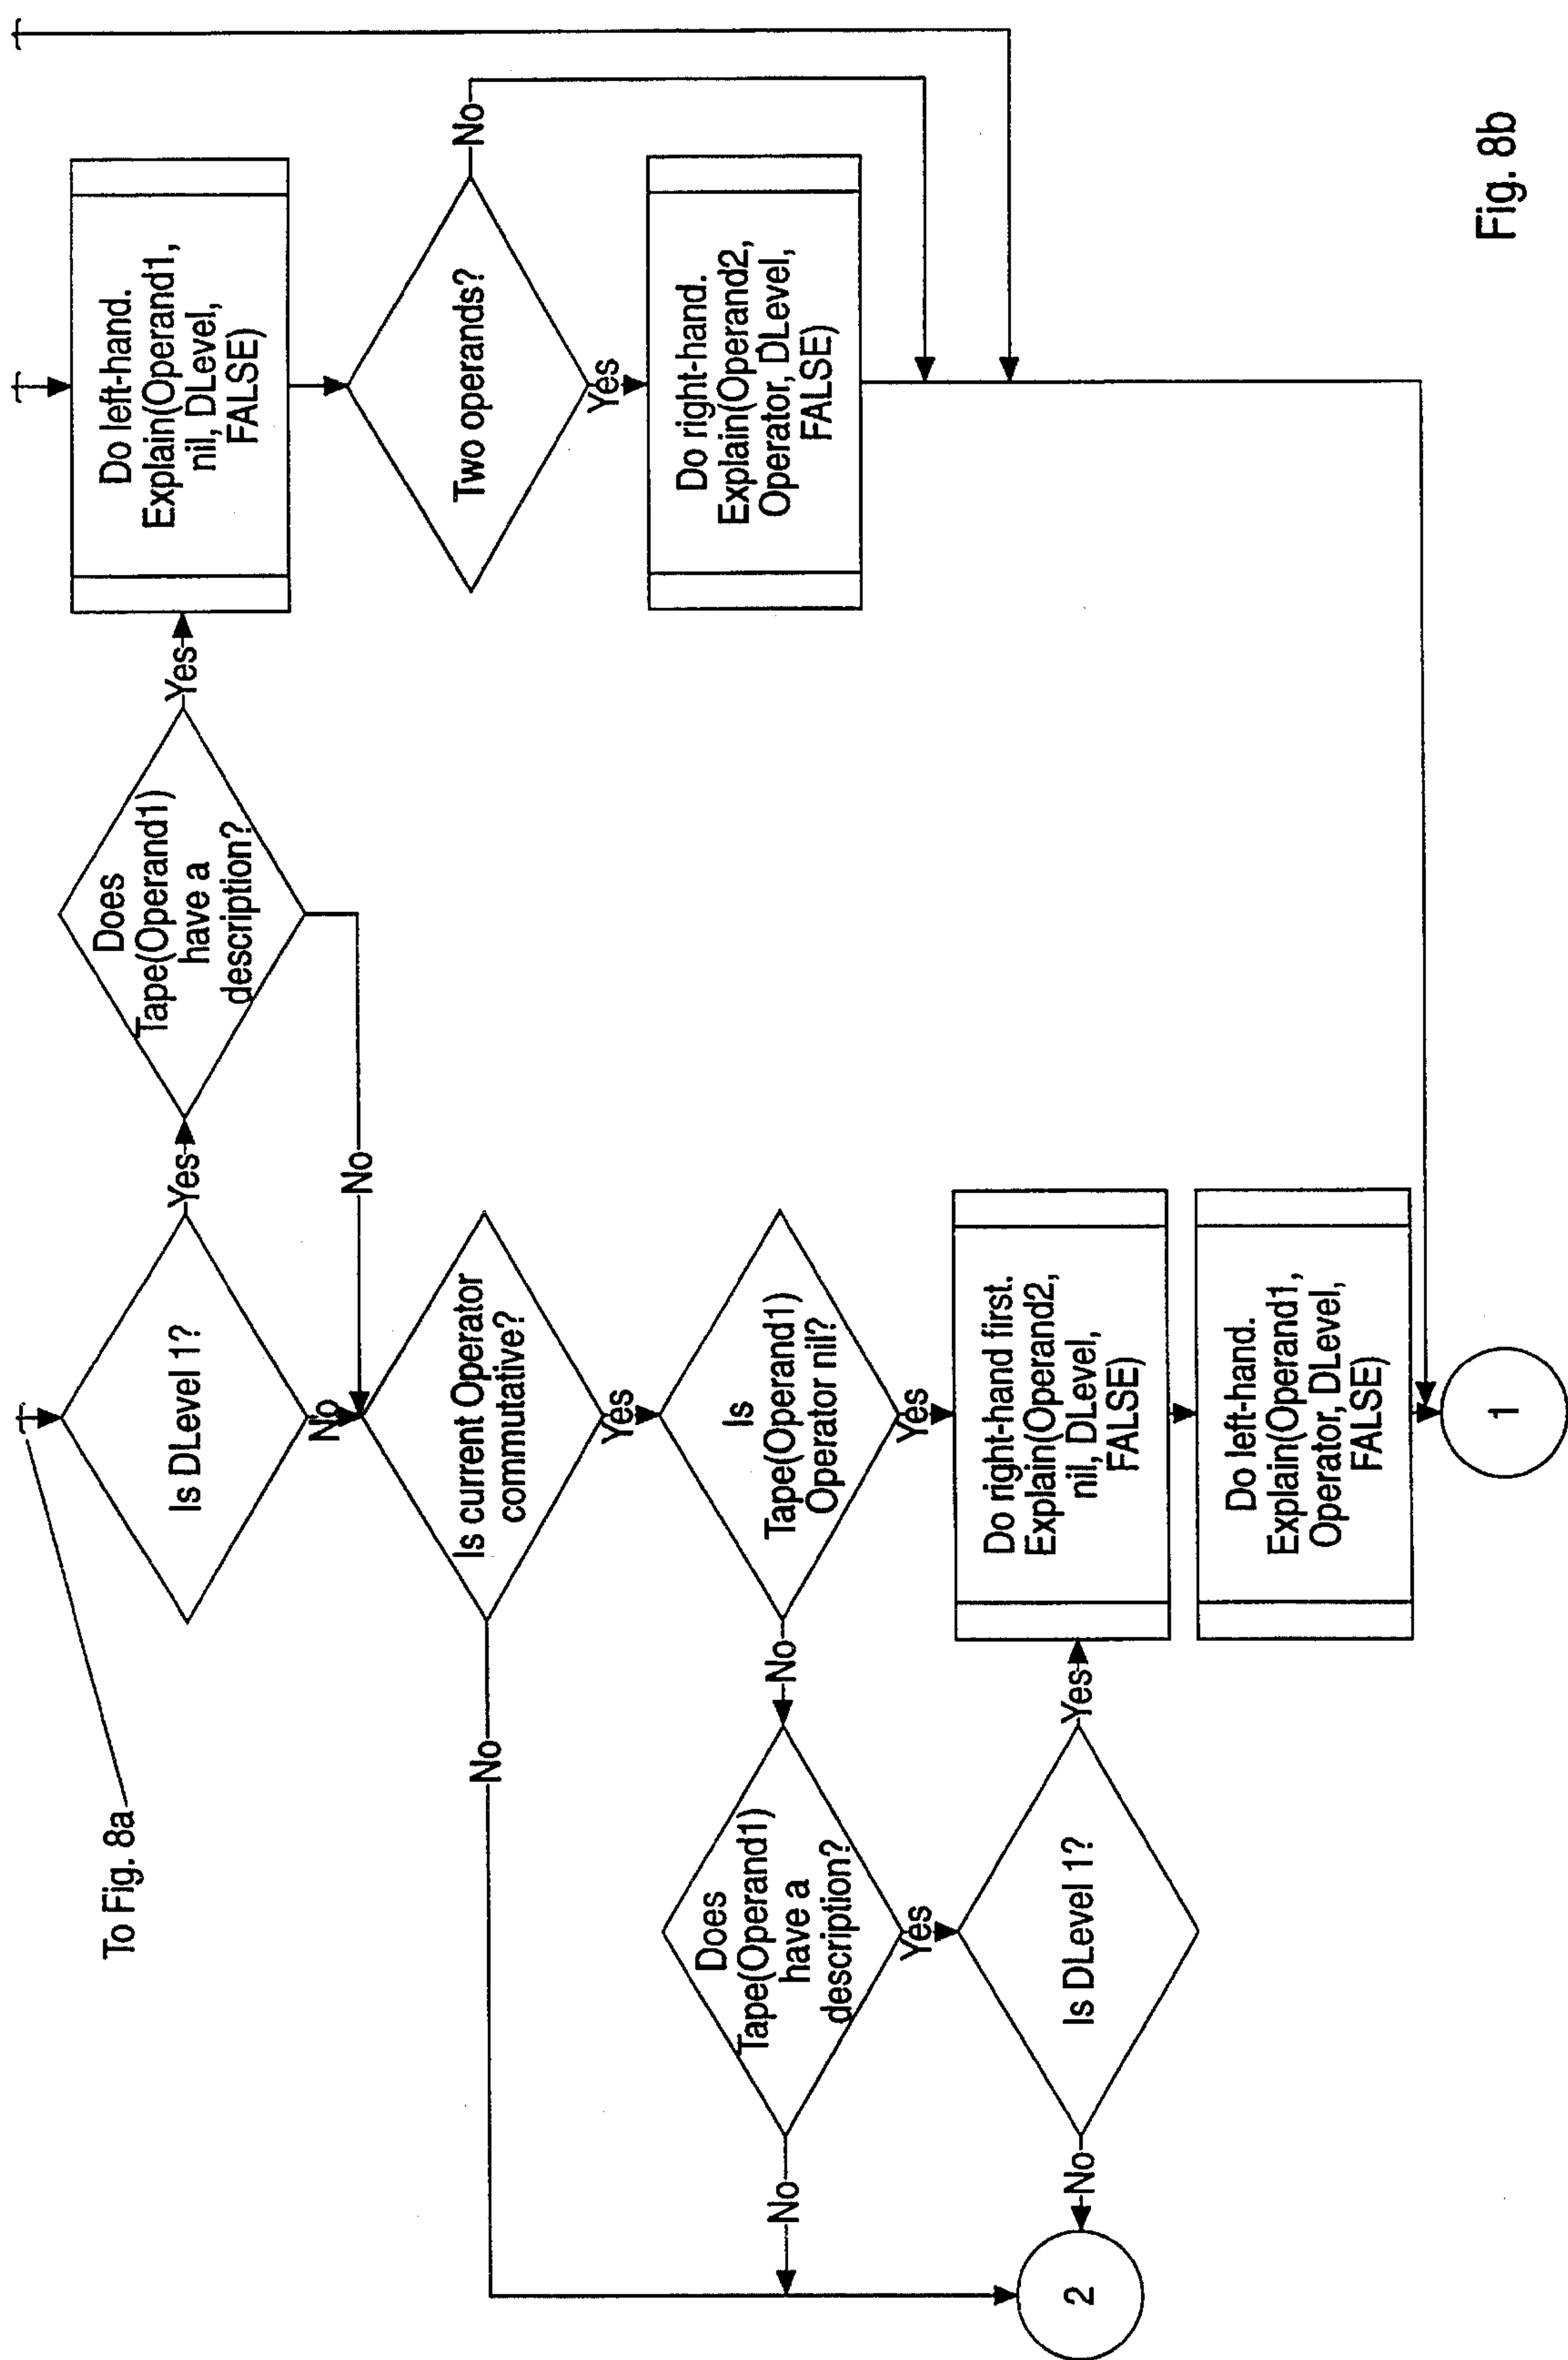 To Fig. 8a
Is DLevel 1?
Yes
No
Does
Tape(Operand1)
have a
description?
Yes
No
Do left-hand.
Explain(Operand1,
nil, DLevel,
FALSE)
Two operands?
No
Yes
Do right-hand.
Explain(Operand2,
Operator, DLevel,
FALSE)
Is current Operator
commutative?
No
Yes
Is
Tape(Operand1)
Operator nil?
No
Yes
Does
Tape(Operand1)
have a
description?
No
Yes
Is DLevel 1?
No
Yes
Do right-hand first.
Explain(Operand2,
nil, DLevel,
FALSE)
Do left-hand.
Explain(Operand1,
Operator, DLevel,
FALSE)
2
1
Fig. 8b